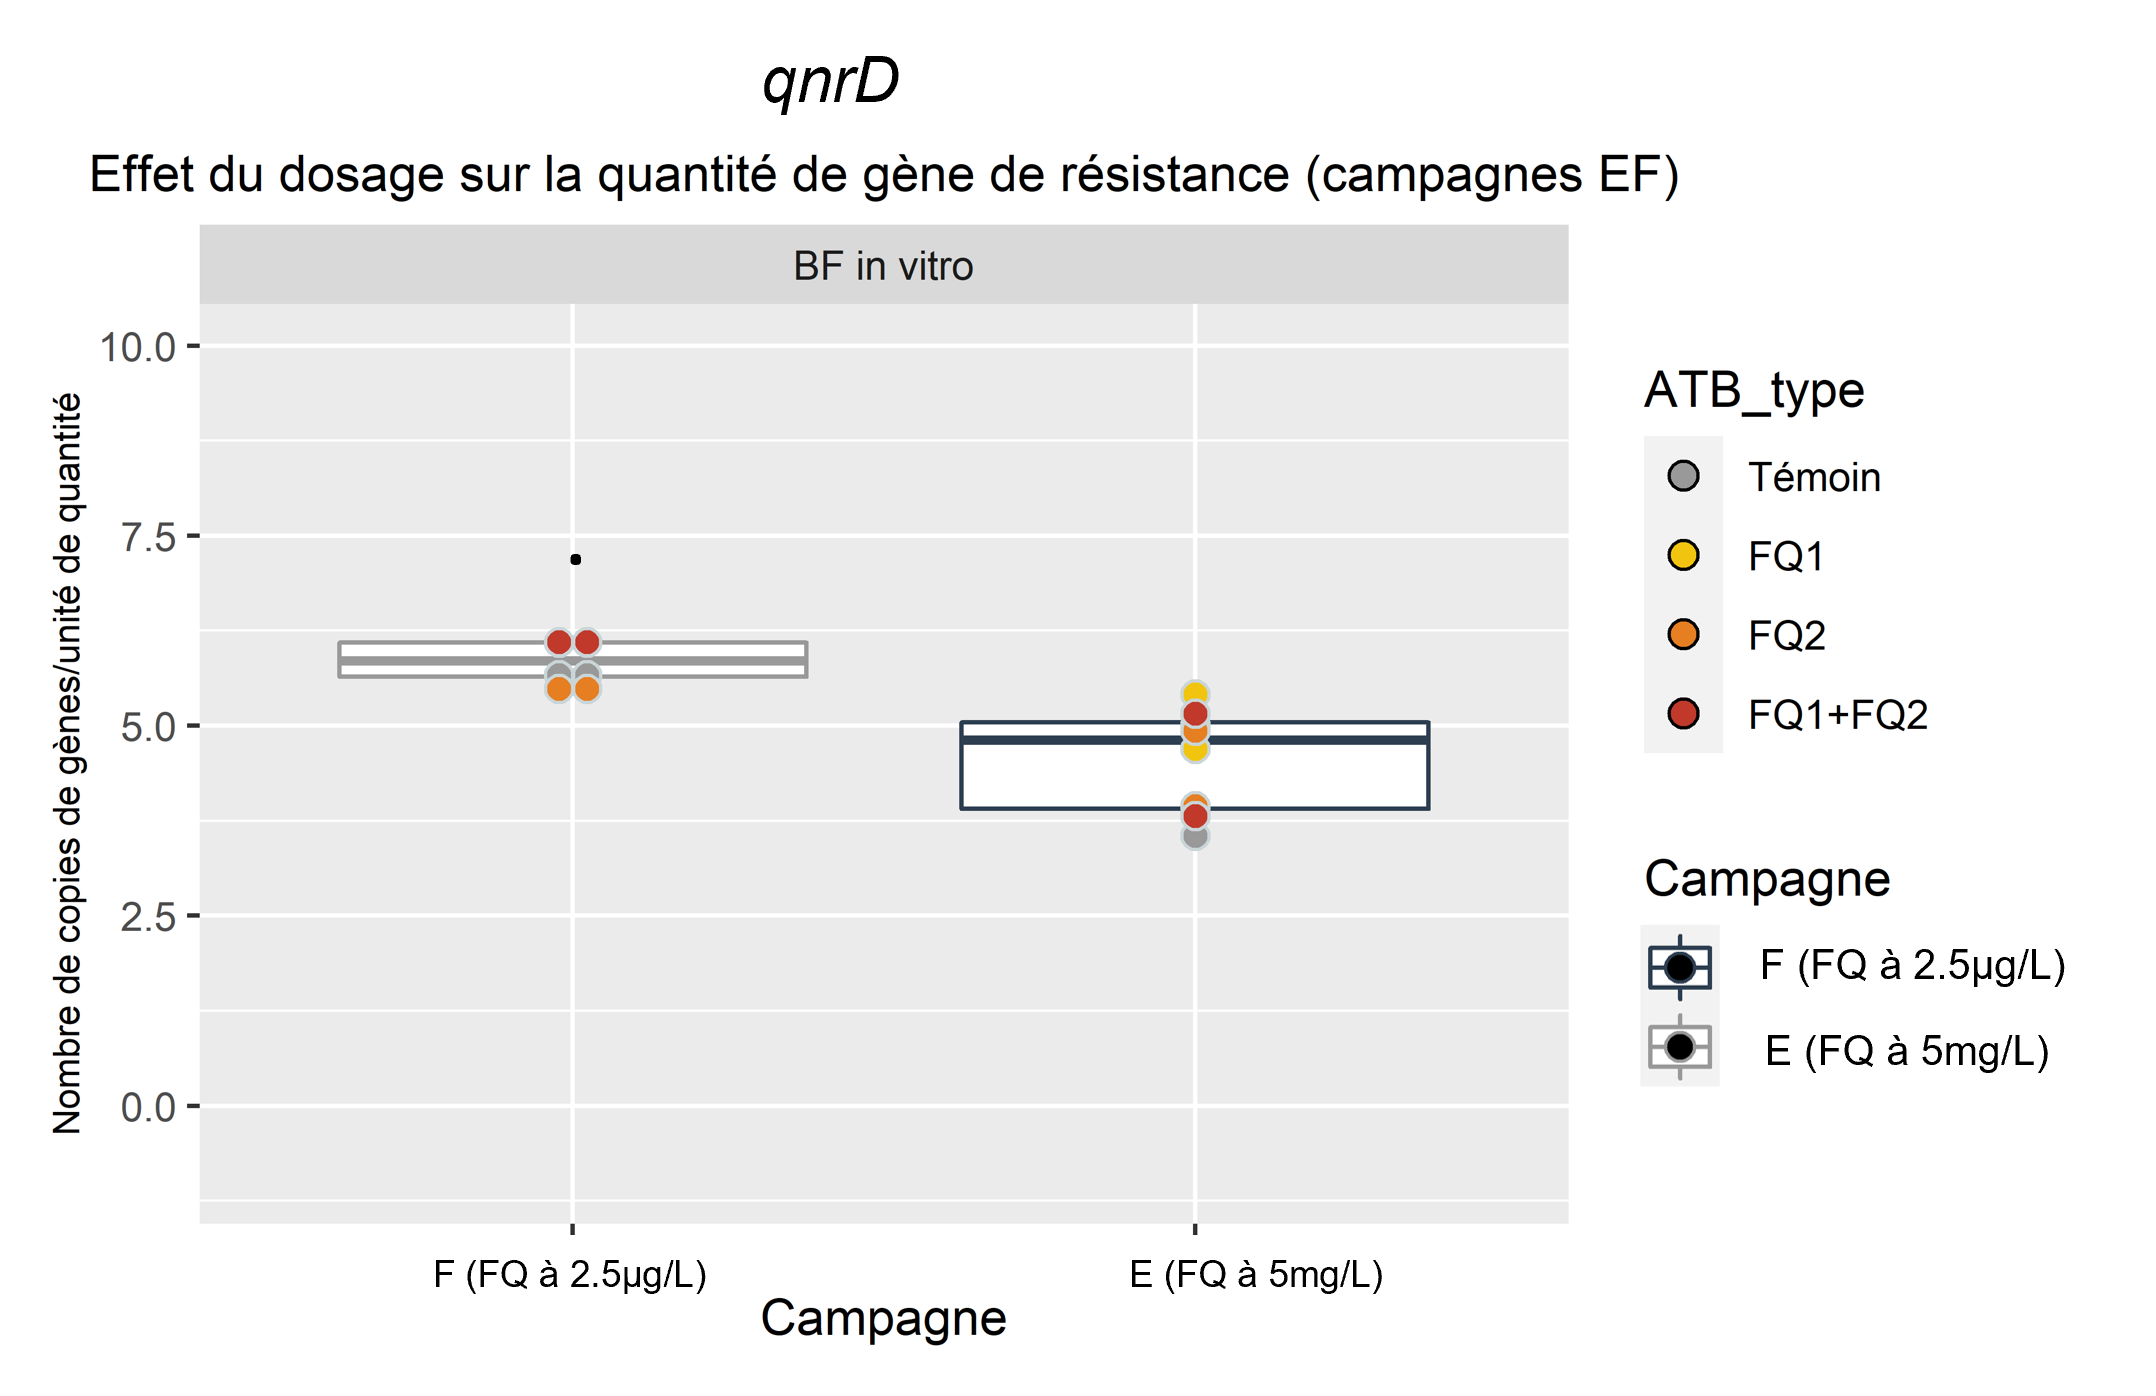 qnrD
Effet du dosage sur la quantité de gène de résistance (campagnes EF)
BF in vitro
Nombre de copies de gènes/unité de quantité
10.0
7.5
5.0
2.5
0.0
F (FQ à 2.5µg/L)
E (FQ à 5mg/L)
Campagne
ATB_type
Témoin
FQ1
FQ2
FQ1+FQ2
Campagne
F (FQ à 2.5µg/L)
E (FQ à 5mg/L)